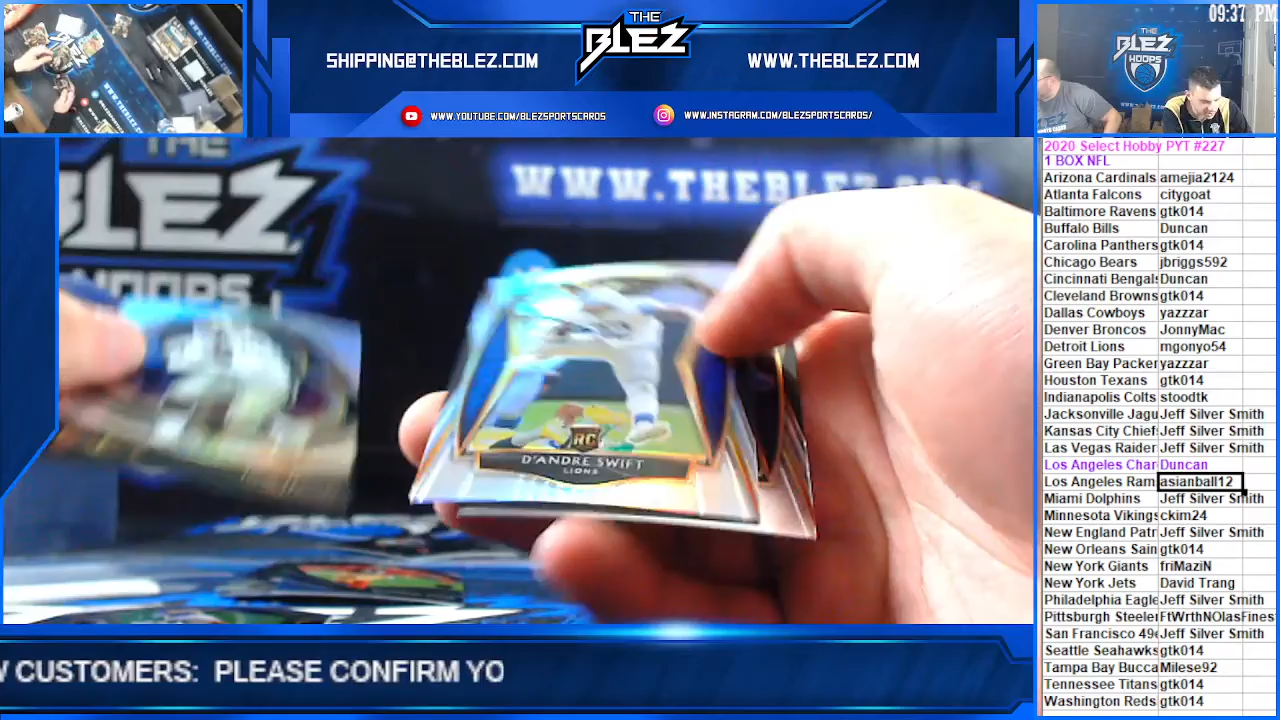 09:37 PM
THE
BLEZ
SHIPPING@THEBLEZ.COM
WWW.THEBLEZ.COM
WWW.YOUTUBE.COM/BLEZSPORTSCARDS
WWW.INSTAGRAM.COM/BLEZSPORTSCARDS/
THE
BLEZ
HOOPS
THE
BLEZ
HOOPS
WWW.THEBLEZ.COM
RC
D'ANDRE SWIFT
LIONS
W CUSTOMERS: PLEASE CONFIRM YO
2020 Select Hobby PYT #227
1 BOX NFL
Arizona Cardinals amejia2124
Atlanta Falcons citygoat
Baltimore Ravens gtk014
Buffalo Bills Duncan
Carolina Panthers gtk014
Chicago Bears jbriggs592
Cincinnati Bengals Duncan
Cleveland Browns gtk014
Dallas Cowboys yazzzar
Denver Broncos JonnyMac
Detroit Lions mgonyo54
Green Bay Packer yazzzar
Houston Texans gtk014
Indianapolis Colts stoodtk
Jacksonville Jagu Jeff Silver Smith
Kansas City Chief Jeff Silver Smith
Las Vegas Raider Jeff Silver Smith
Los Angeles Char Duncan
Los Angeles Ram asianball12
Miami Dolphins Jeff Silver Smith
Minnesota Vikings ckim24
New England Patr Jeff Silver Smith
New Orleans Sain gtk014
New York Giants friMaziN
New York Jets David Trang
Philadelphia Eagle Jeff Silver Smith
Pittsburgh Steeler FtWrthNOlasFines
San Francisco 49e Jeff Silver Smith
Seattle Seahawks gtk014
Tampa Bay Bucca Milese92
Tennessee Titans gtk014
Washington Reds gtk014